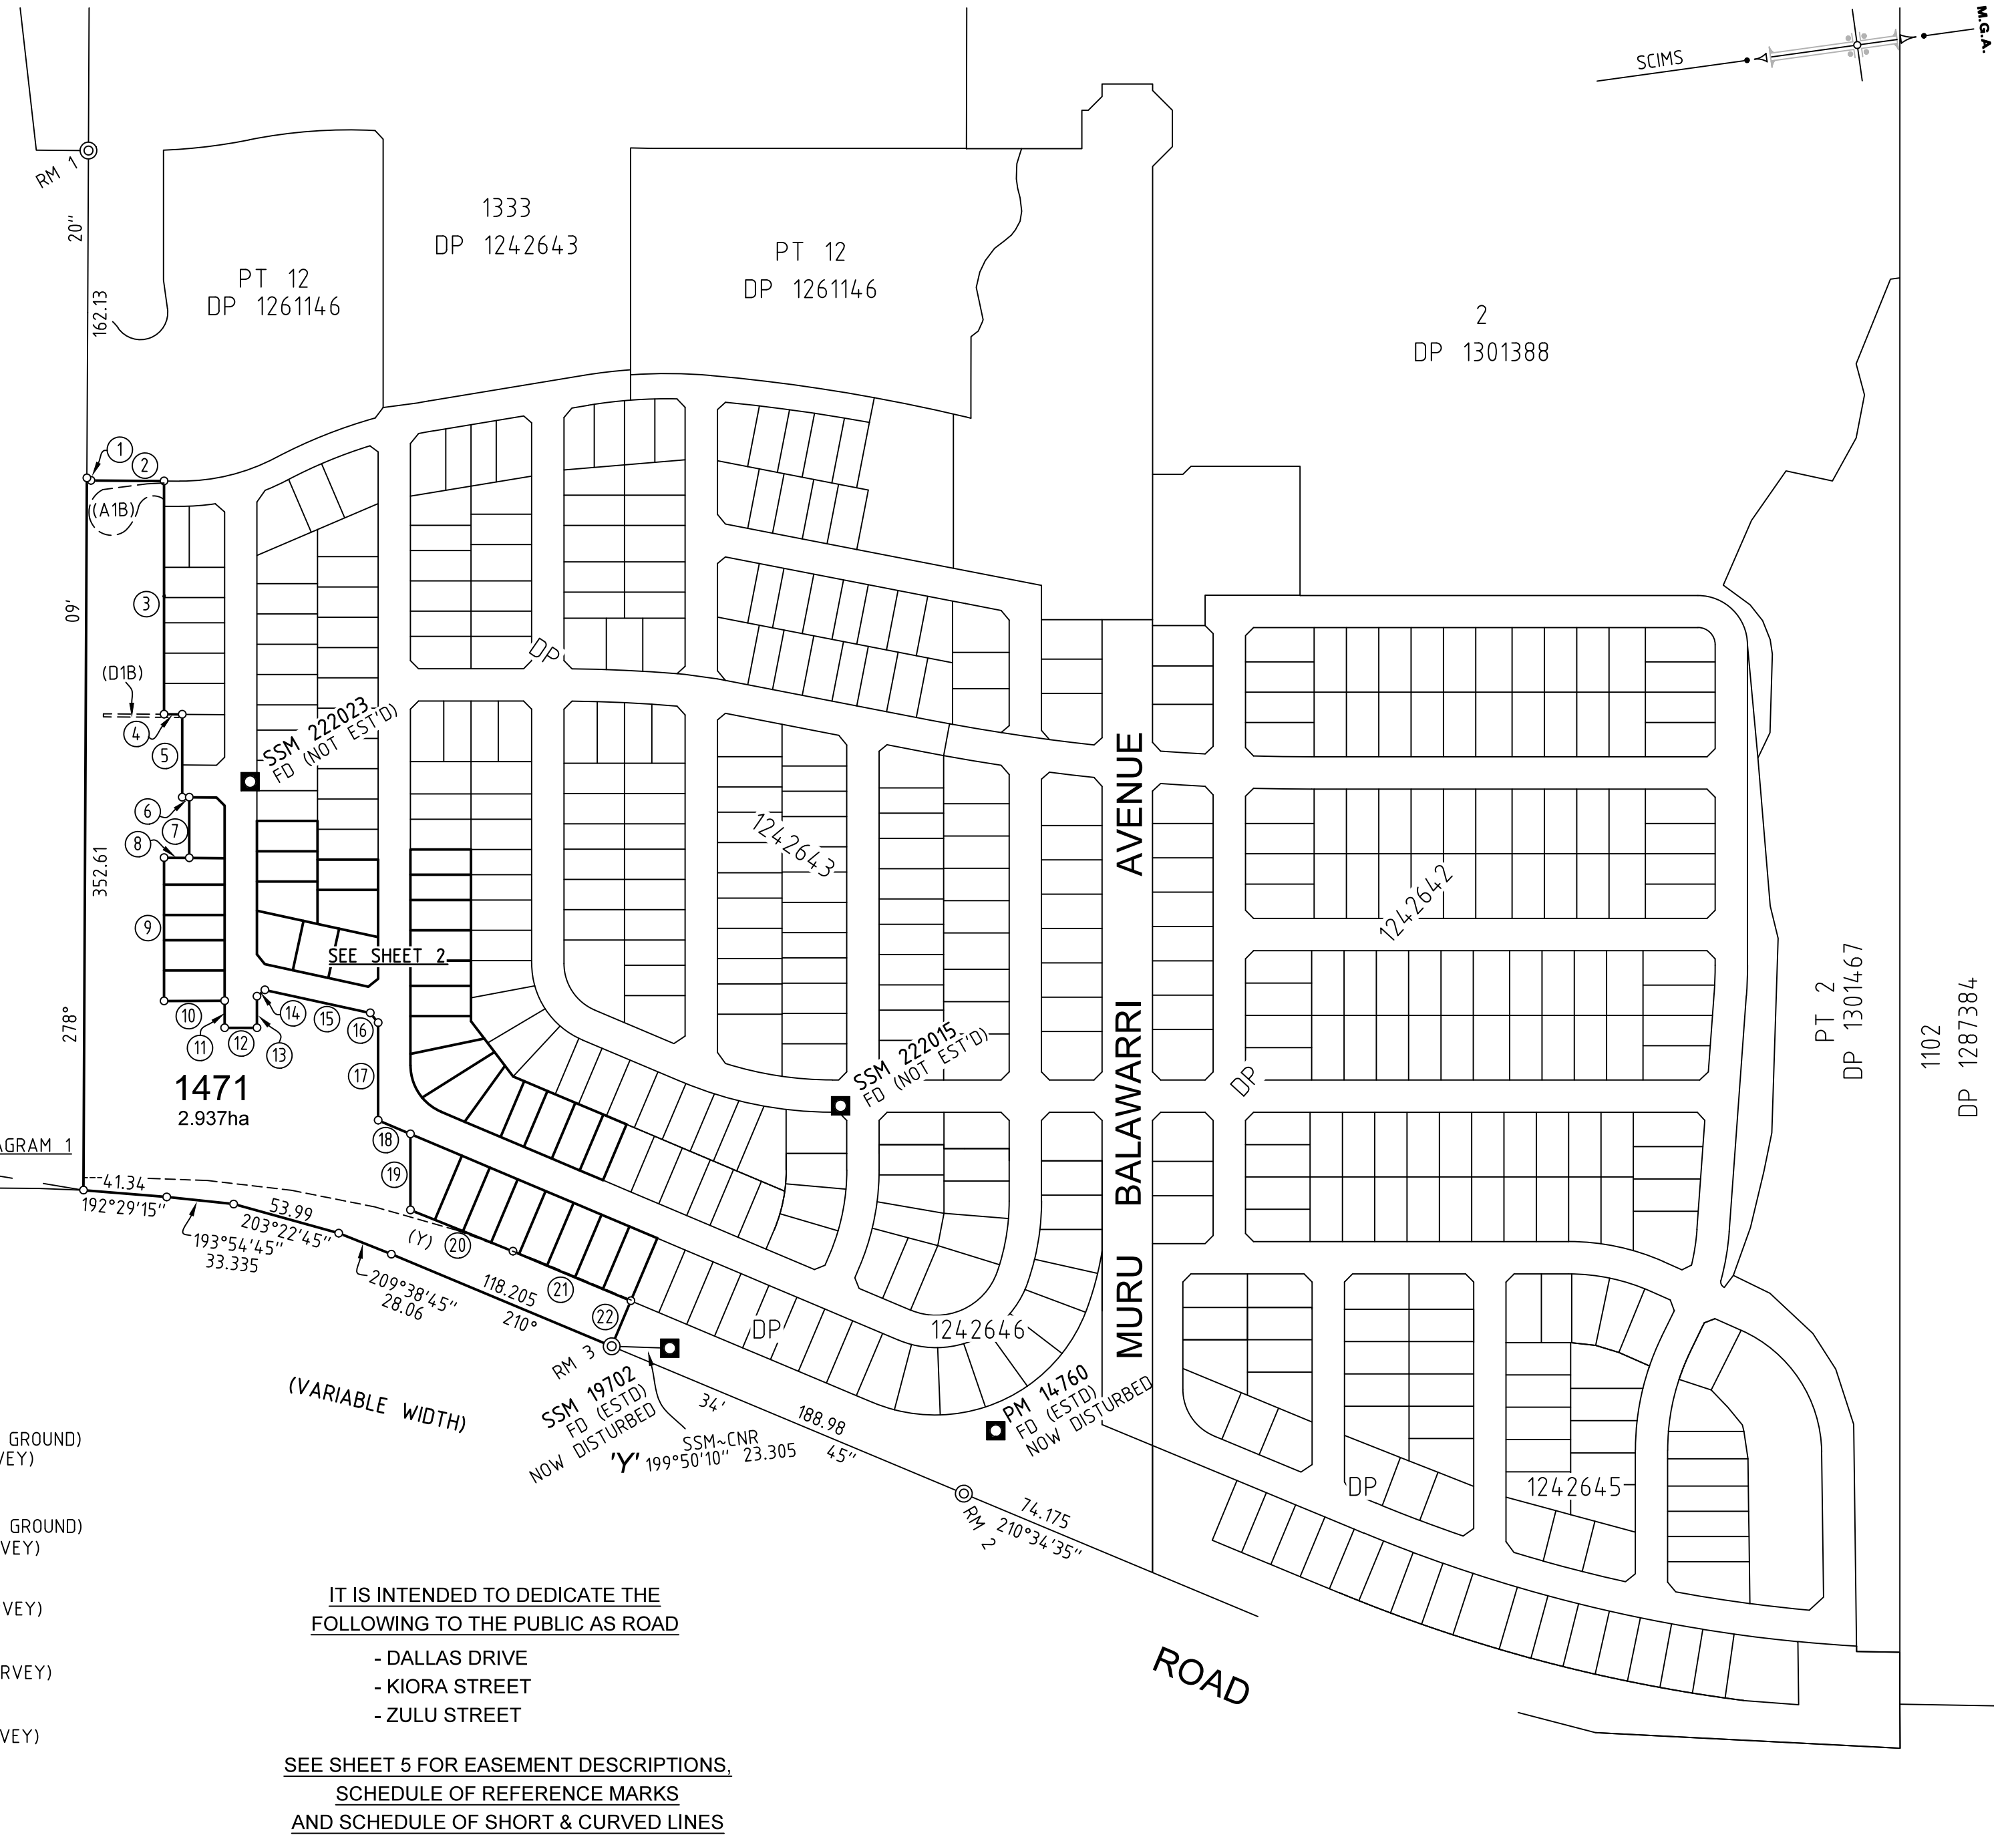 M.G.A.
SCIMS
RM 1
20"
162.13
1333
DP 1242643
PT 12
DP 1261146
PT 12
DP 1261146
2
DP 1301388
1
2
(A1B)
3
09'
DP
(D1B)
4
5
SSM 222023
FD (NOT EST'D)
6
7
8
352.61
9
1242643
1242642
AVENUE
BALAWARRI
MURU
SEE SHEET 2
PT 2
DP 1301467
1102
DP 1287384
278°
10
11
12
13
14
15
16
17
SSM 222015
FD (NOT EST'D)
DP
1471
2.937ha
18
19
AGRAM 1
41.34
192°29'15"
193°54'45"
33.335
53.99
203°22'45"
(Y)
20
209°38'45"
28.06
118.205
210°
21
22
DP
1242646
RM 3
SSM 19702
FD (ESTD)
NOW DISTURBED
'Y'
SSM~CNR
199°50'10" 23.305
34'
188.98
45"
PM 14760
FD (ESTD)
NOW DISTURBED
(VARIABLE WIDTH)
RM 2
74.175
210°34'35"
DP
1242645
GROUND)
VEY)
GROUND)
VEY)
VEY)
RVEY)
VEY)
ROAD
IT IS INTENDED TO DEDICATE THE
FOLLOWING TO THE PUBLIC AS ROAD
- DALLAS DRIVE
- KIORA STREET
- ZULU STREET
SEE SHEET 5 FOR EASEMENT DESCRIPTIONS,
SCHEDULE OF REFERENCE MARKS
AND SCHEDULE OF SHORT & CURVED LINES